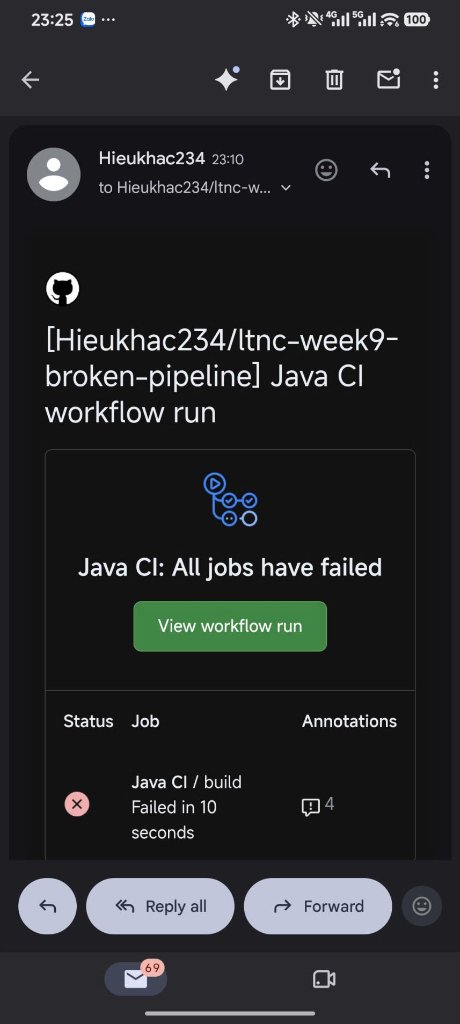 23:25 Zalo ...
4G 5G 100
Hieukhac234 23:10
to Hieukhac234/ltnc-w...
[Hieukhac234/ltnc-week9-
broken-pipeline] Java CI
workflow run
Java CI: All jobs have failed
View workflow run
Status Job Annotations
Java CI / build
Failed in 10
seconds
4
Reply all
Forward
69